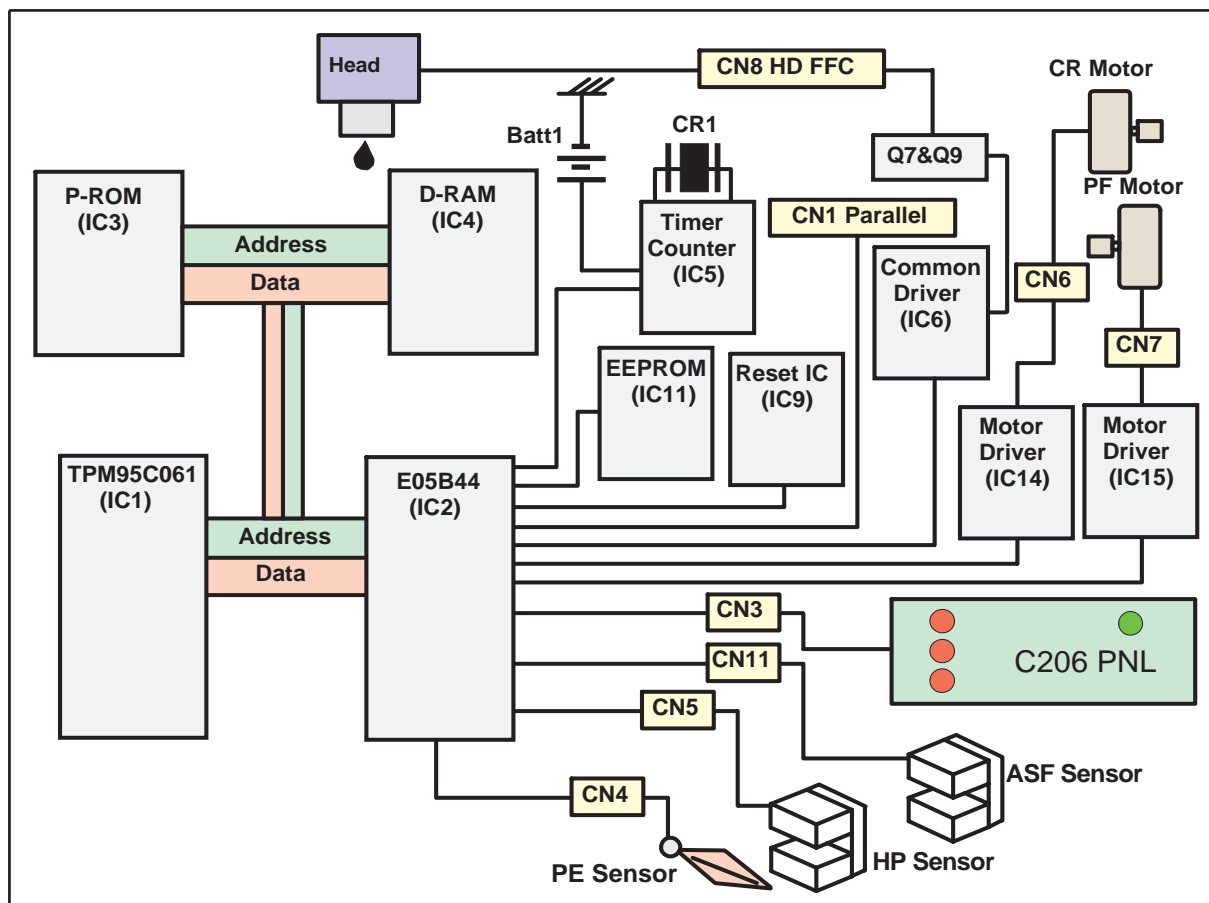 Head
CN8 HD FFC
CR Motor
Batt1
CR1
Q7&Q9
P-ROM
(IC3)
D-RAM
(IC4)
PF Motor
CN1 Parallel
Timer
Counter
(IC5)
Address
Data
Common
Driver
(IC6)
CN6
CN7
EEPROM
(IC11)
Reset IC
(IC9)
Motor
Driver
(IC14)
Motor
Driver
(IC15)
TPM95C061
(IC1)
E05B44
(IC2)
Address
Data
CN3
C206 PNL
CN11
CN5
ASF Sensor
CN4
HP Sensor
PE Sensor